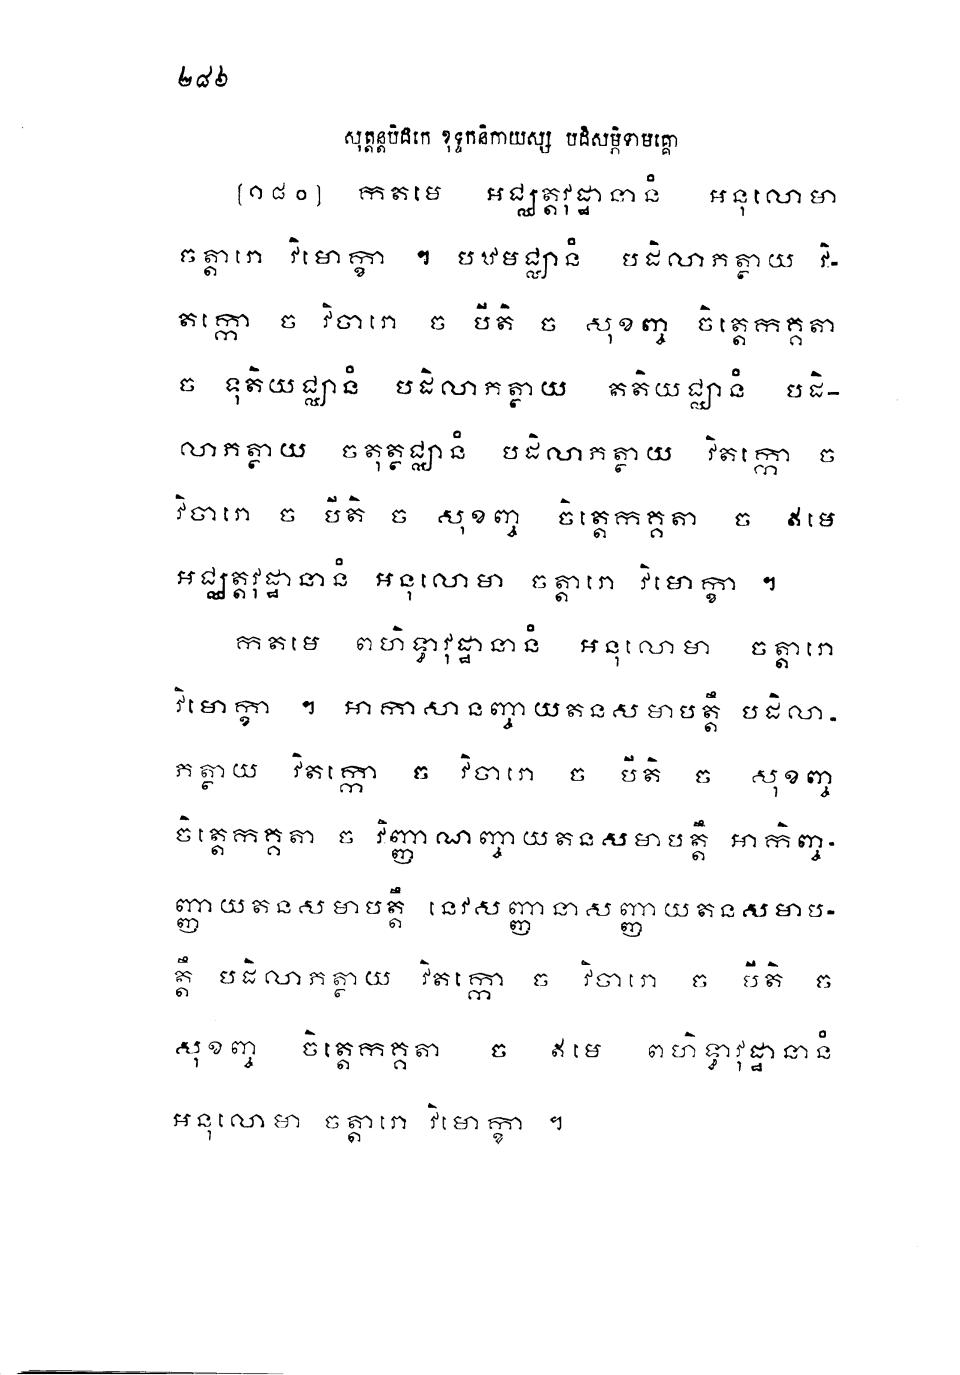 ២៨៦
សុត្តន្តបិដកេ ខុទ្ទកនិកាយស្ស បដិសម្ភិទាមគ្គោ
[១៨០] កតមេ អជ្ឈត្តវុដ្ឋានានំ អនុលោមា
ចត្តារោ វិមោក្ខា ។ បឋមជ្ឈានំ បដិលាភត្ថាយ វិ-
តក្កោ ច វិចារោ ច បីតិ ច សុខញ្ច ចិត្តេកគ្គតា
ច ទុតិយជ្ឈានំ បដិលាភត្ថាយ តតិយជ្ឈានំ បដិ-
លាភត្ថាយ ចតុត្ថជ្ឈានំ បដិលាភត្ថាយ វិតក្កោ ច
វិចារោ ច បីតិ ច សុខញ្ច ចិត្តេកគ្គតា ច ឥមេ
អជ្ឈត្តវុដ្ឋានានំ អនុលោមា ចត្តារោ វិមោក្ខា ។
កតមេ ពហិទ្ធាវុដ្ឋានានំ អនុលោមា ចត្តារោ
វិមោក្ខា ។ អាកាសានញ្ចាយតនសមាបត្តឹ បដិលា-
ភត្ថាយ វិតក្កោ ច វិចារោ ច បីតិ ច សុខញ្ច
ចិត្តេកគ្គតា ច វិញ្ញាណញ្ចាយតនសមាបត្តឹ អាកិញ្ច-
ញ្ញាយតនសមាបត្តឹ នេវសញ្ញានាសញ្ញាយតនសមាប-
ត្តឹ បដិលាភត្ថាយ វិតក្កោ ច វិចារោ ច បីតិ ច
សុខញ្ច ចិត្តេកគ្គតា ច ឥមេ ពហិទ្ធាវុដ្ឋានានំ
អនុលោមា ចត្តារោ វិមោក្ខា ។